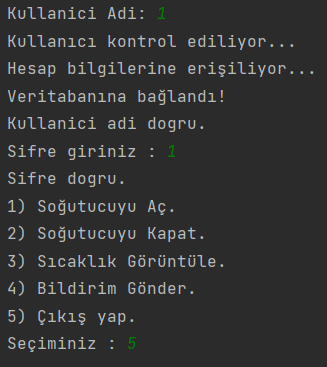 Kullanici Adi: 1
Kullanıcı kontrol ediliyor...
Hesap bilgilerine erişiliyor...
Veritabanına bağlandı!
Kullanici adi dogru.
Sifre giriniz : 1
Sifre dogru.
1) Soğutucuyu Aç.
2) Soğutucuyu Kapat.
3) Sıcaklık Görüntüle.
4) Bildirim Gönder.
5) Çıkış yap.
Seçiminiz : 5